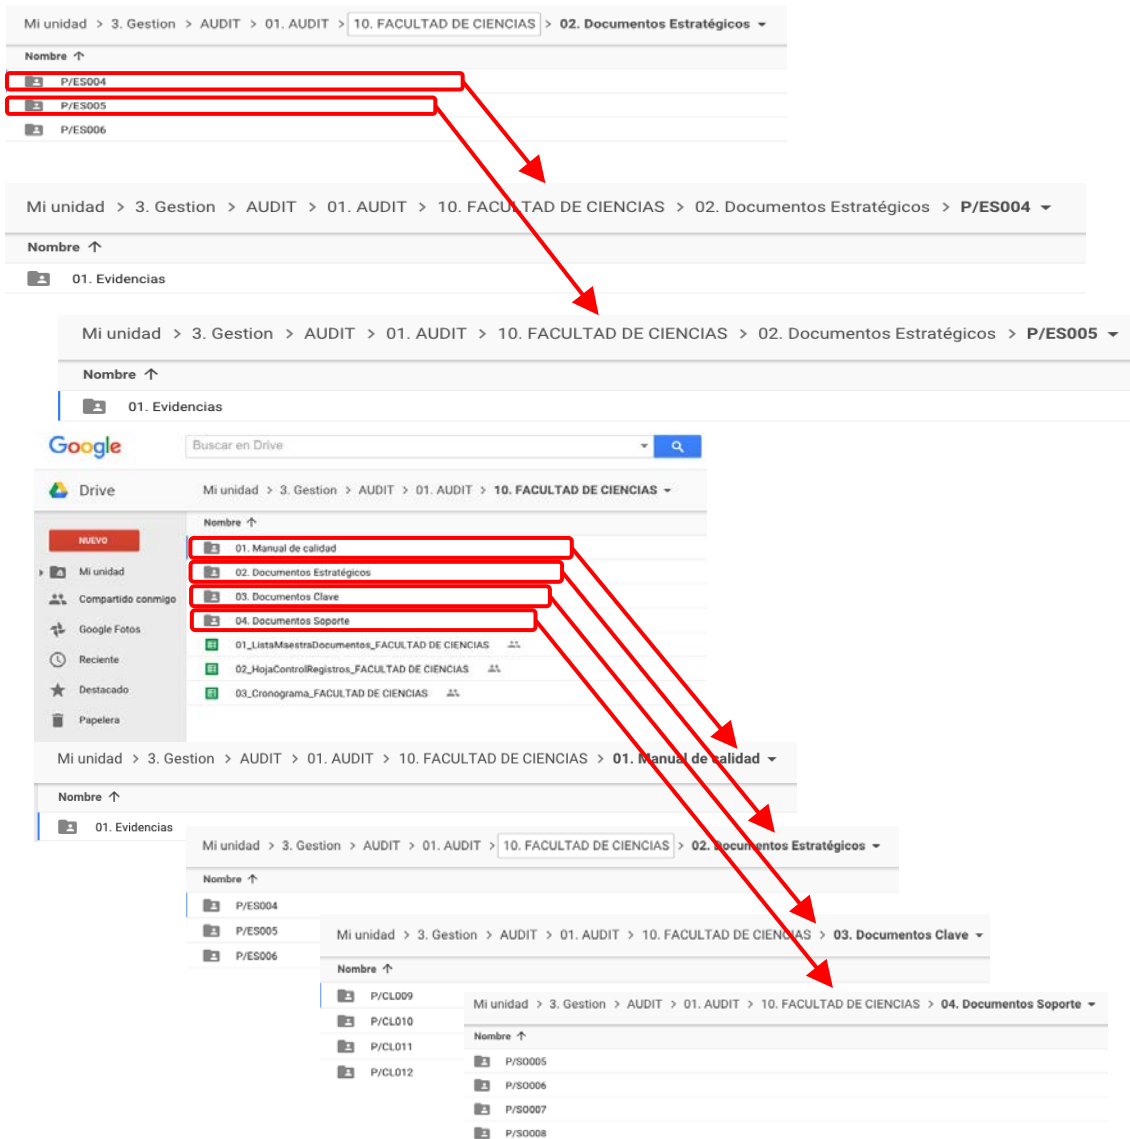 Mi unidad > 3. Gestion > AUDIT > 01. AUDIT > 10. FACULTAD DE CIENCIAS > 02. Documentos Estratégicos
Nombre ↑
P/ES004
P/ES005
P/ES006
Mi unidad > 3. Gestion > AUDIT > 01. AUDIT > 10. FACULTAD DE CIENCIAS > 02. Documentos Estratégicos > P/ES004
Nombre ↑
01. Evidencias
Mi unidad > 3. Gestion > AUDIT > 01. AUDIT > 10. FACULTAD DE CIENCIAS > 02. Documentos Estratégicos > P/ES005
Nombre ↑
01. Evidencias
Google
Buscar en Drive
Drive
Mi unidad > 3. Gestion > AUDIT > 01. AUDIT > 10. FACULTAD DE CIENCIAS
NUEVO
Mi unidad
Compartido conmigo
Google Fotos
Reciente
Destacado
Papelera
Nombre ↑
01. Manual de calidad
02. Documentos Estratégicos
03. Documentos Clave
04. Documentos Soporte
01_ListaMaestraDocumentos_FACULTAD DE CIENCIAS
02_HojaControlRegistros_FACULTAD DE CIENCIAS
03_Cronograma_FACULTAD DE CIENCIAS
Mi unidad > 3. Gestion > AUDIT > 01. AUDIT > 10. FACULTAD DE CIENCIAS > 01. Manual de calidad
Nombre ↑
01. Evidencias
Mi unidad > 3. Gestion > AUDIT > 01. AUDIT > 10. FACULTAD DE CIENCIAS > 02. Documentos Estratégicos
Nombre ↑
P/ES004
P/ES005
P/ES006
Mi unidad > 3. Gestion > AUDIT > 01. AUDIT > 10. FACULTAD DE CIENCIAS > 03. Documentos Clave
Nombre ↑
P/CL009
P/CL010
P/CL011
P/CL012
Mi unidad > 3. Gestion > AUDIT > 01. AUDIT > 10. FACULTAD DE CIENCIAS > 04. Documentos Soporte
Nombre ↑
P/SO005
P/SO006
P/SO007
P/SO008